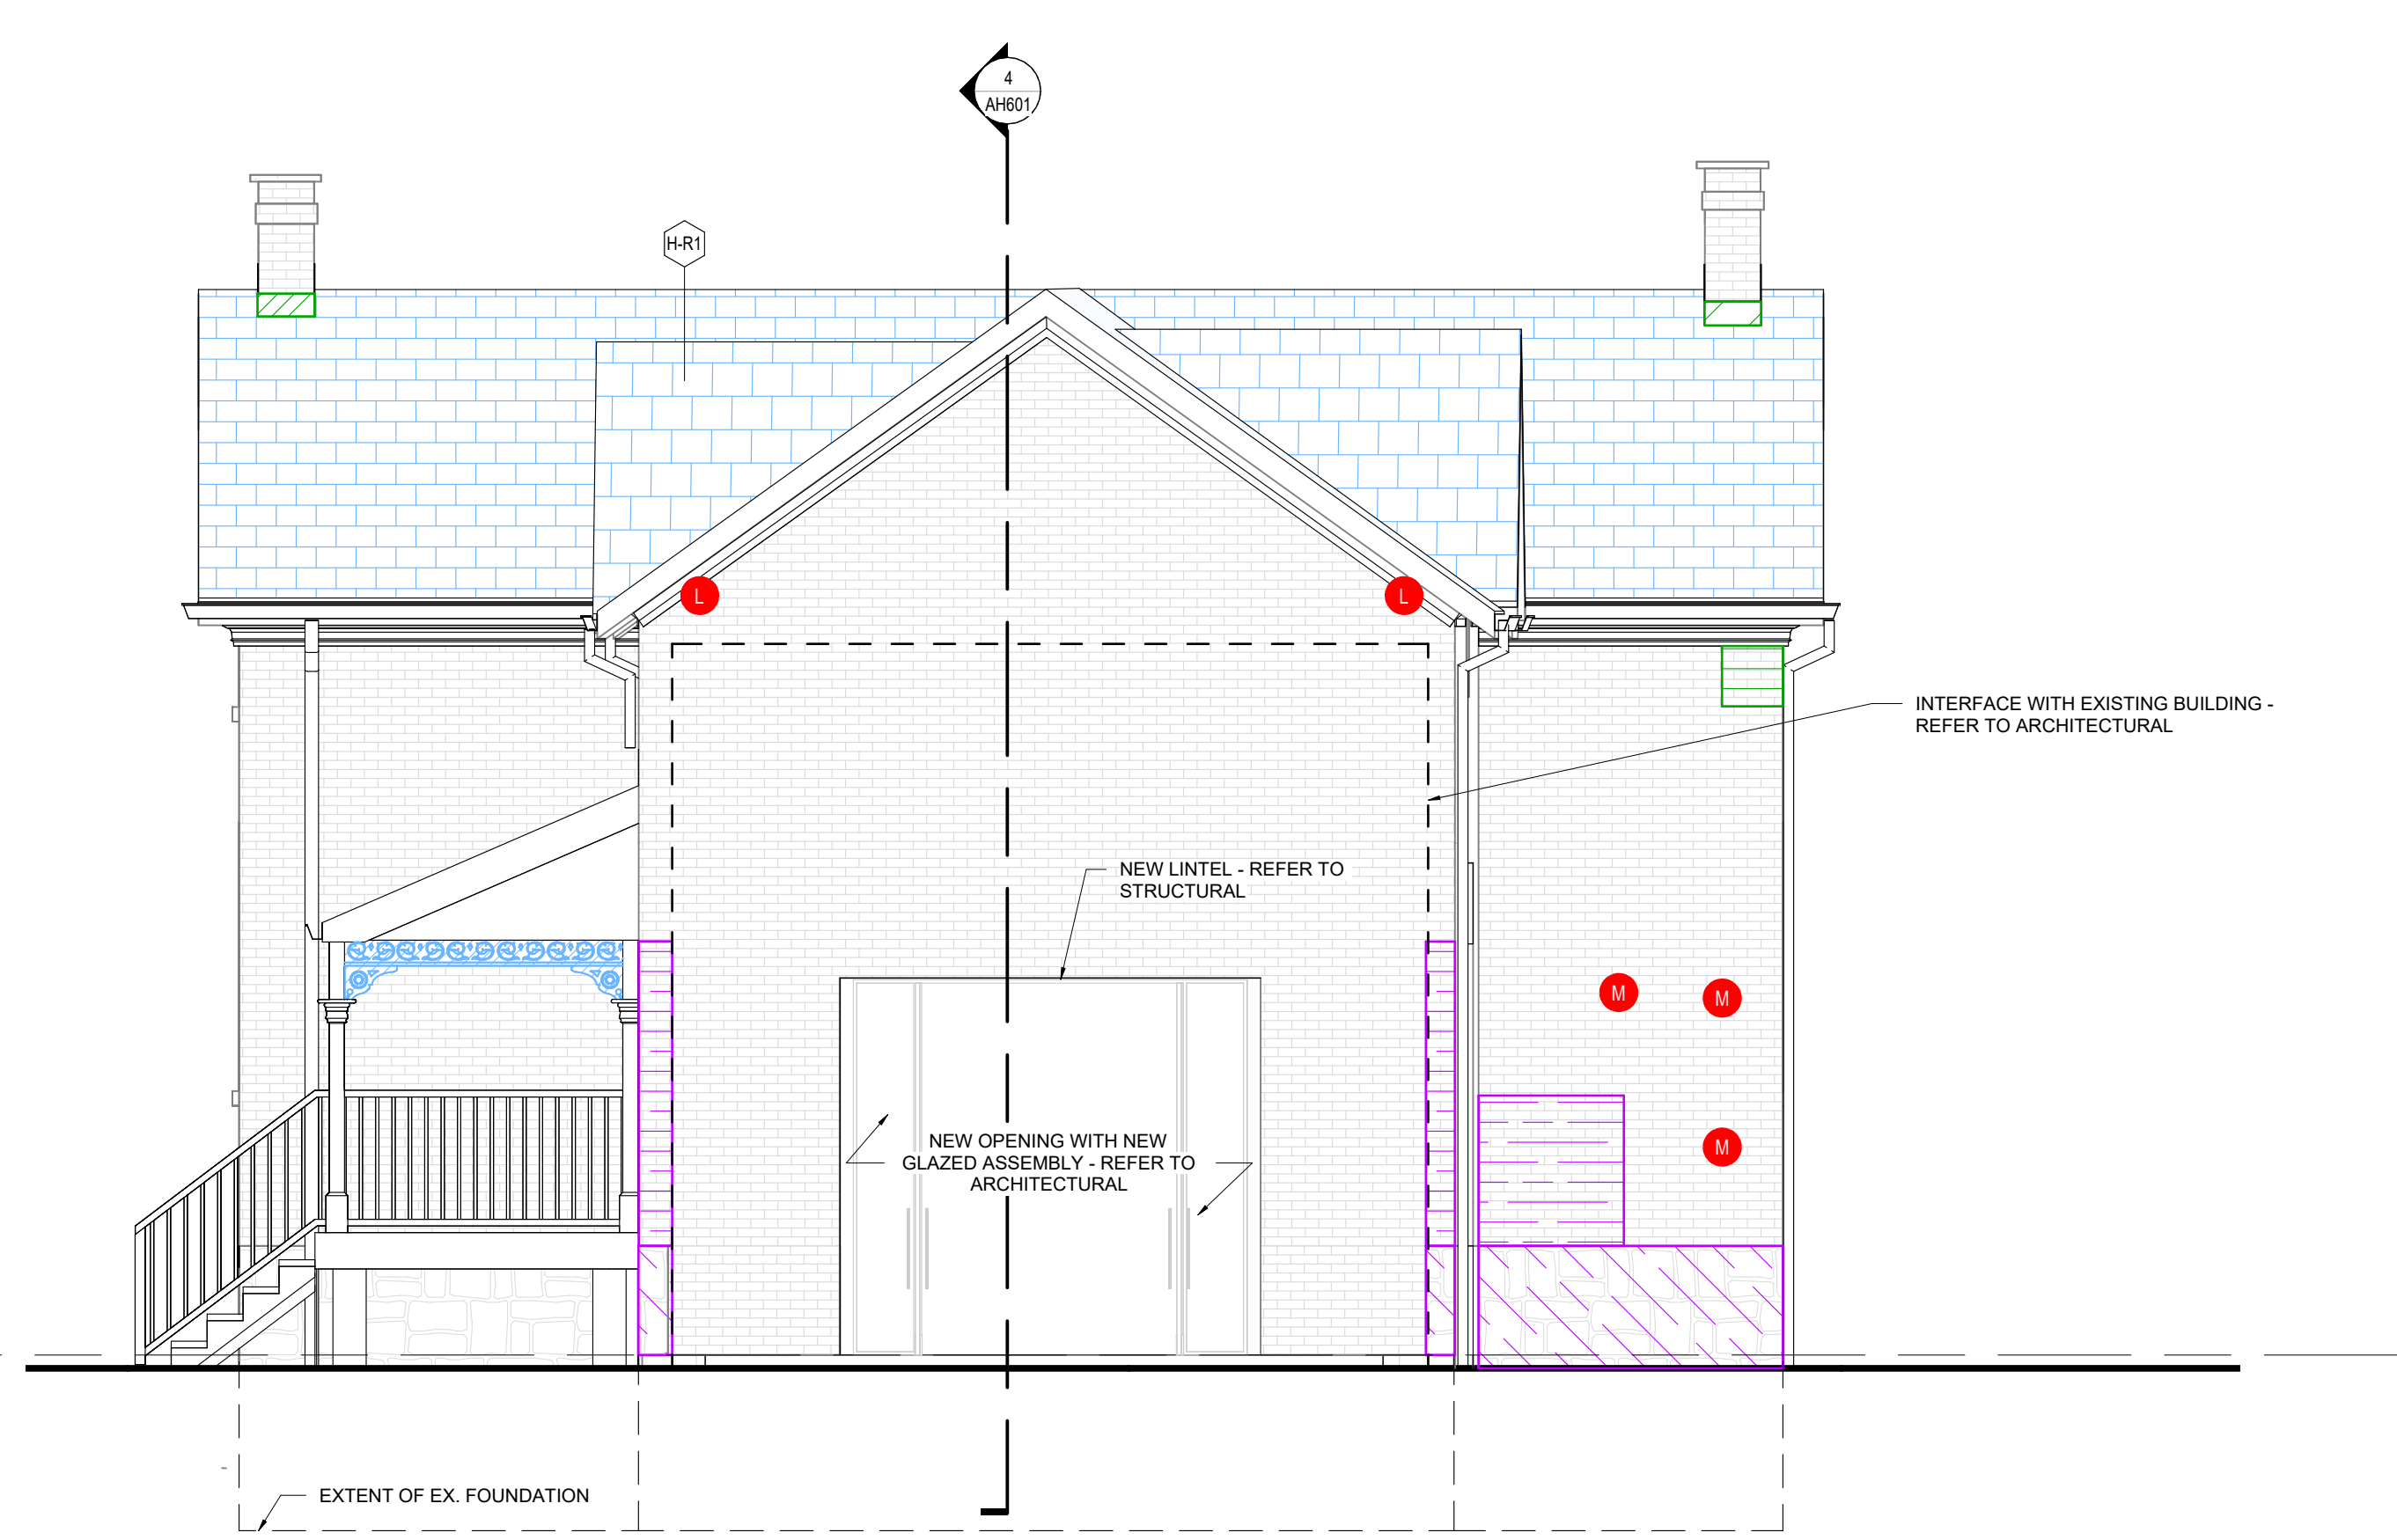 4
AH601
H-R1
L
L
INTERFACE WITH EXISTING BUILDING -
REFER TO ARCHITECTURAL
NEW LINTEL - REFER TO
STRUCTURAL
M
M
NEW OPENING WITH NEW
GLAZED ASSEMBLY - REFER TO
ARCHITECTURAL
M
EXTENT OF EX. FOUNDATION